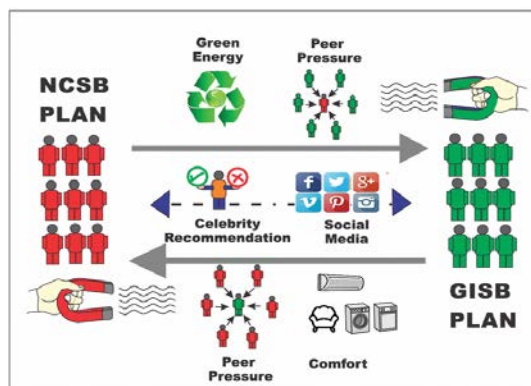 Green
Energy
Peer
Pressure
NCSB
PLAN
f
g+
v
p
Celebrity
Recommendation
Social
Media
GISB
PLAN
Peer
Pressure
Comfort